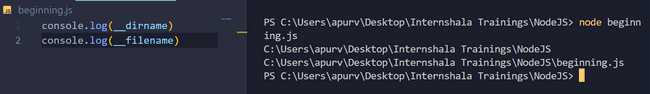 JS beginning.js
1 console.log(__dirname)
2 console.log(__filename)
PS C:\Users\apurv\Desktop\Internshala Trainings\NodeJS> node beginn
ing.js
C:\Users\apurv\Desktop\Internshala Trainings\NodeJS
C:\Users\apurv\Desktop\Internshala Trainings\NodeJS\beginning.js
PS C:\Users\apurv\Desktop\Internshala Trainings\NodeJS>